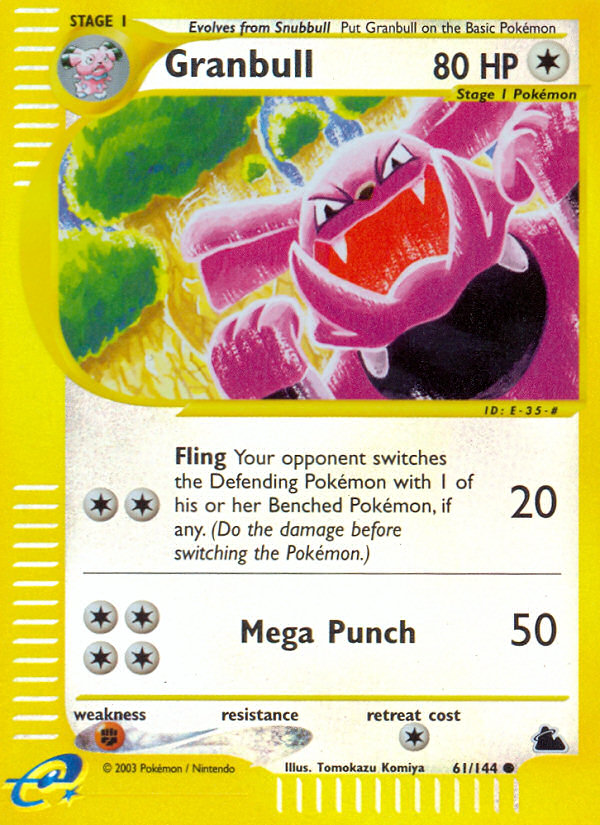 STAGE 1
Evolves from Snubbull Put Granbull on the Basic Pokémon
Granbull
80 HP
Stage 1 Pokémon
ID: E-35-#
Fling Your opponent switches
the Defending Pokémon with 1 of
his or her Benched Pokémon, if
any. (Do the damage before
switching the Pokémon.)
20
Mega Punch
50
weakness
resistance
retreat cost
© 2003 Pokémon / Nintendo
Illus. Tomokazu Komiya
61/144 ●